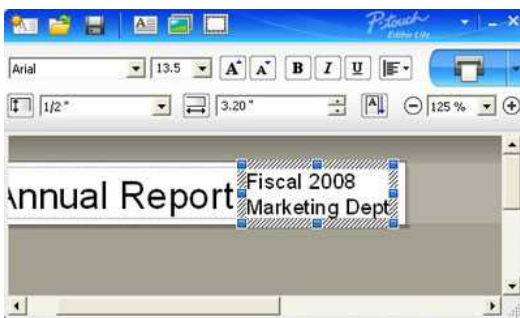 P-touch
Editor Lite
Arial 13.5 A A B I U
1/2 " 3.20 " A 125 %
Annual Report
Fiscal 2008
Marketing Dept